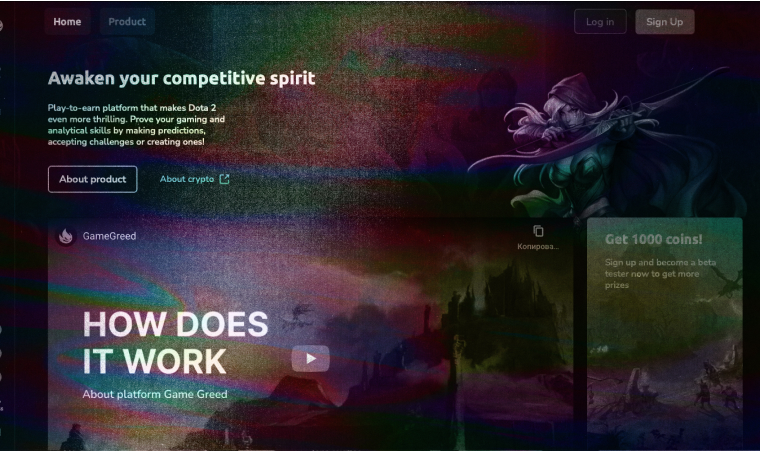 Home
Product
Log in
Sign Up
Awaken your competitive spirit
Play-to-earn platform that makes Dota 2
even more thrilling. Prove your gaming and
analytical skills by making predictions,
accepting challenges or creating ones!
About product
About crypto
GameGreed
Копирова...
HOW DOES
IT WORK
About platform Game Greed
Get 1000 coins!
Sign up and become a beta
tester now to get more
prizes